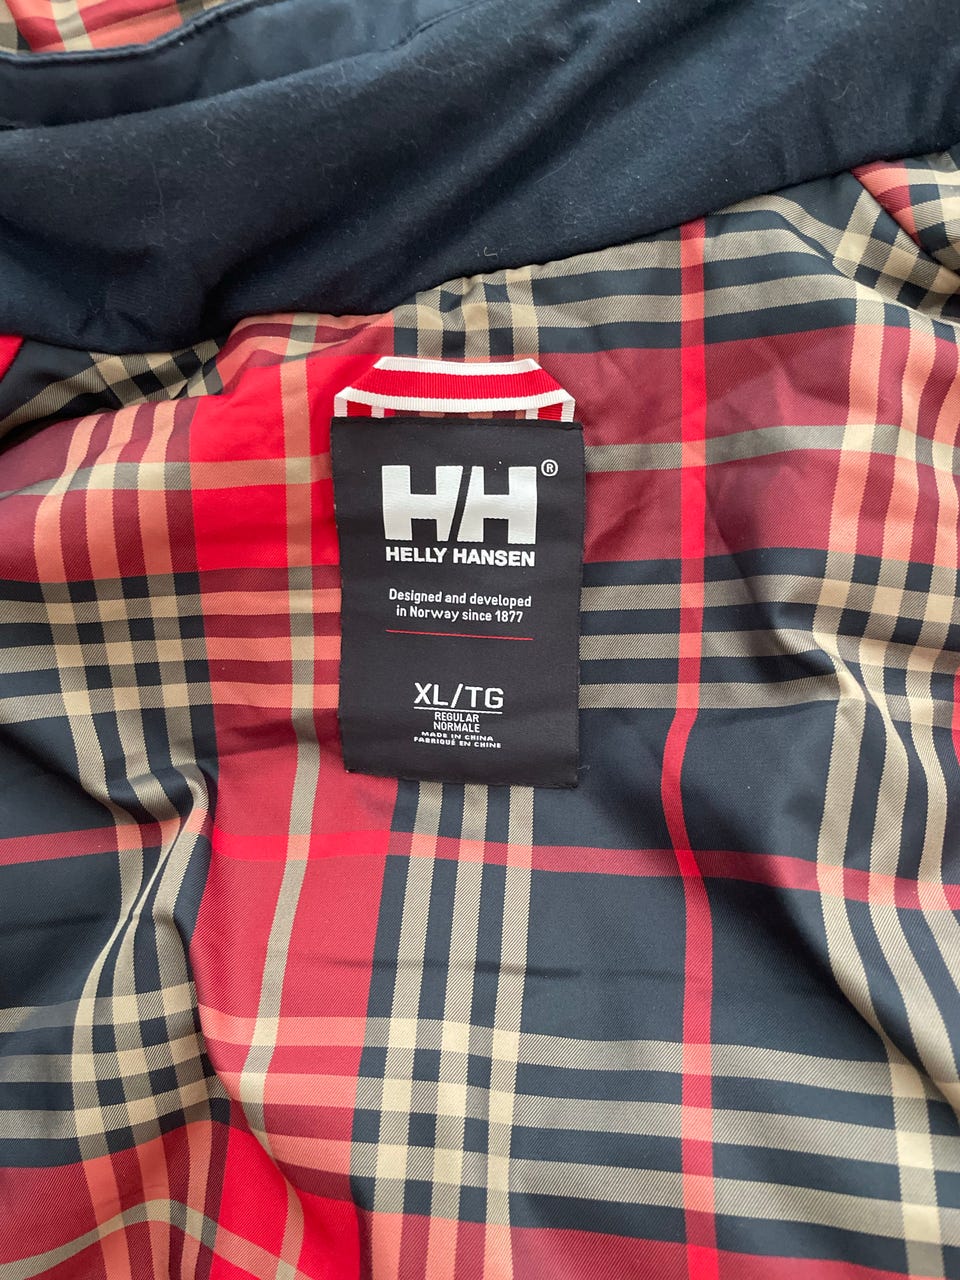 HH®
HELLY HANSEN
Designed and developed
in Norway since 1877
XL/TG
REGULAR
NORMALE
MADE IN CHINA
FABRIQUÉ EN CHINE